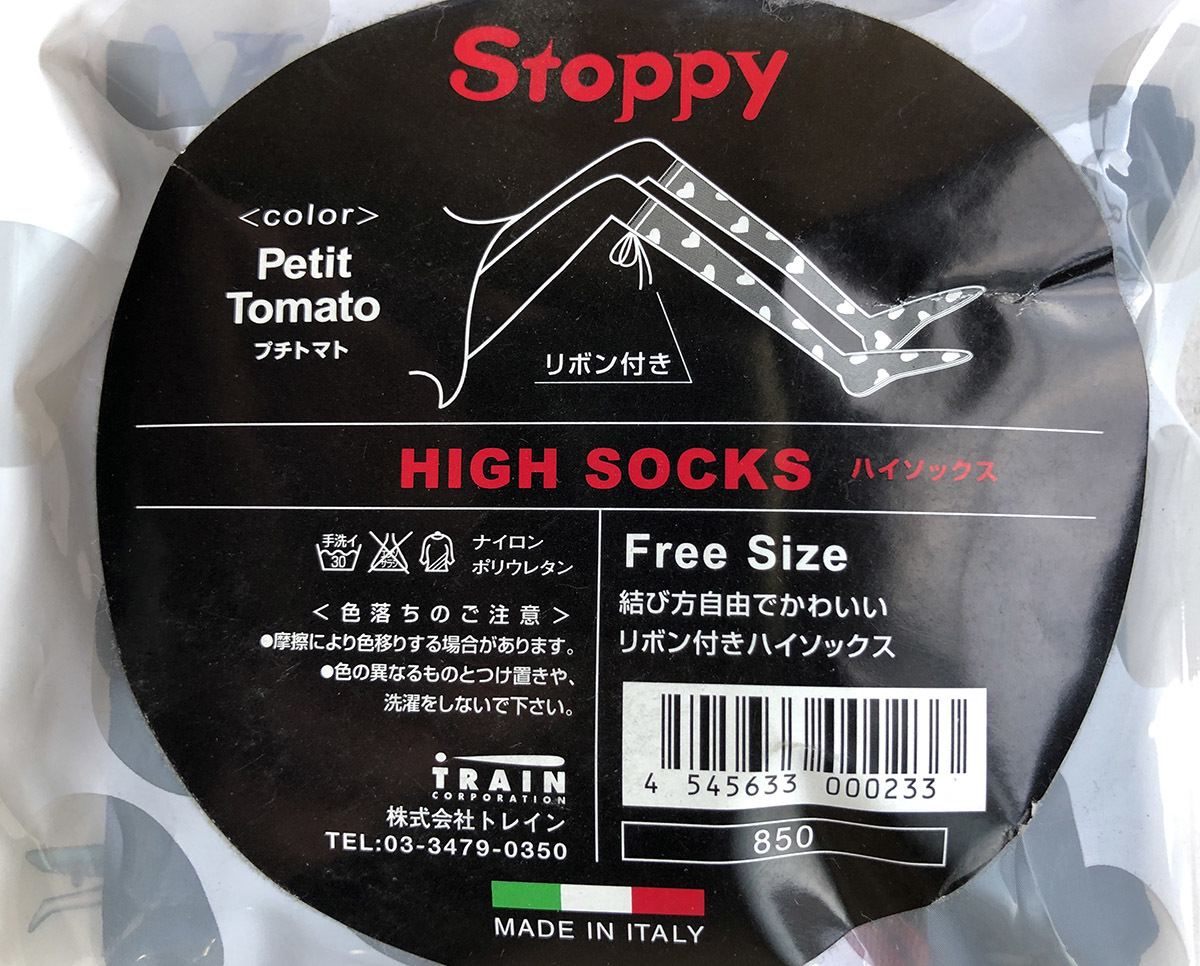 Stoppy
<color>
Petit
Tomato
プチトマト
リボン付き
HIGH SOCKS ハイソックス
手洗イ
30
ナイロン
ポリウレタン
<色落ちのご注意>
●摩擦により色移りする場合があります。
●色の異なるものとつけ置きや、
洗濯をしないで下さい。
TRAIN
CORPORATION
株式会社トレイン
TEL:03-3479-0350
Free Size
結び方自由でかわいい
リボン付きハイソックス
4 545633 000233
850
MADE IN ITALY